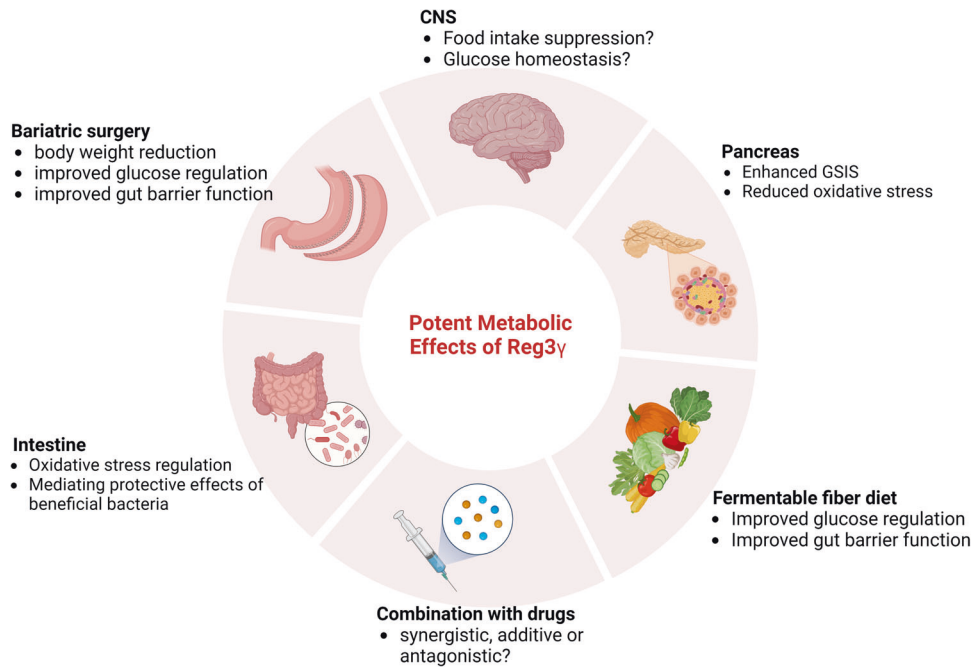 CNS
• Food intake suppression?
• Glucose homeostasis?
Bariatric surgery
• body weight reduction
• improved glucose regulation
• improved gut barrier function
Pancreas
• Enhanced GSIS
• Reduced oxidative stress
Potent Metabolic
Effects of Reg3γ
Intestine
• Oxidative stress regulation
• Mediating protective effects of
beneficial bacteria
Fermentable fiber diet
• Improved glucose regulation
• Improved gut barrier function
Combination with drugs
• synergistic, additive or
antagonistic?